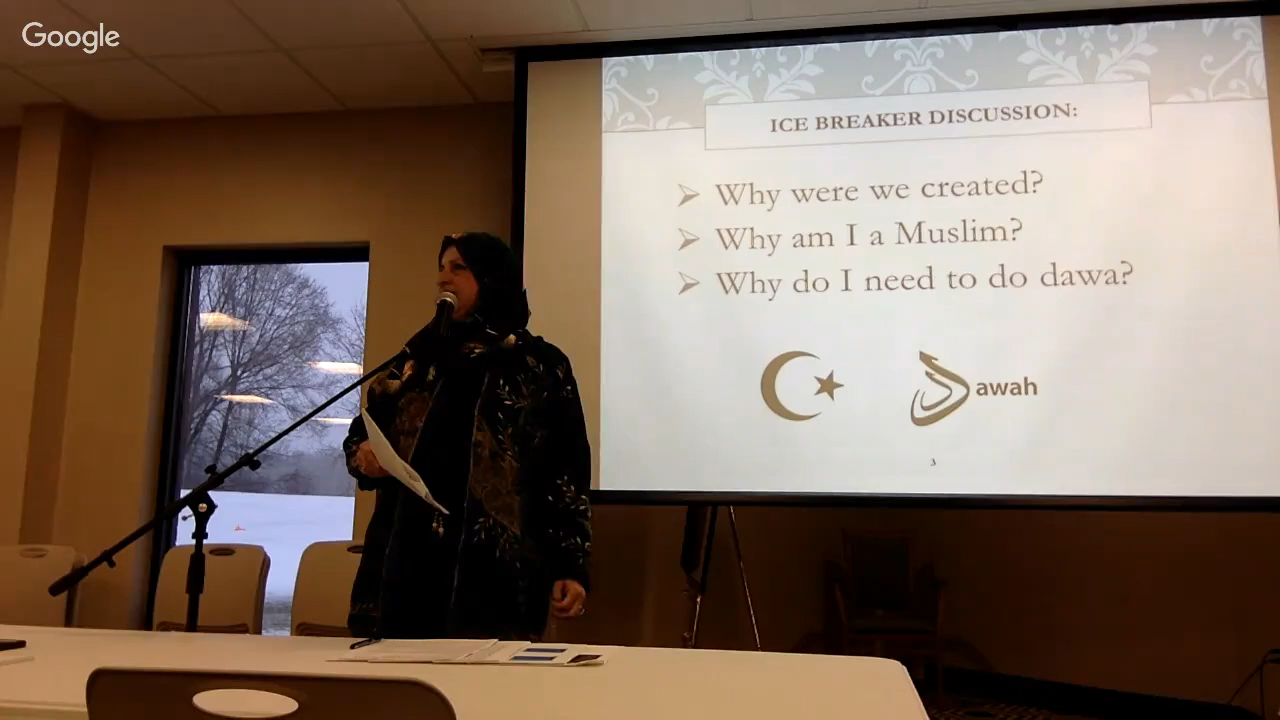 Google
ICE BREAKER DISCUSSION:
Why were we created?
Why am I a Muslim?
Why do I need to do dawa?
awah
3